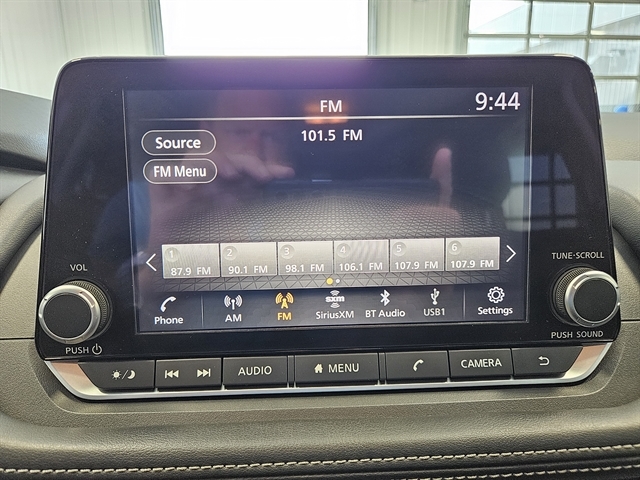 FM 9:44
101.5 FM
Source
FM Menu
1 2 3 4 5 6
87.9 FM 90.1 FM 98.1 FM 106.1 FM 107.9 FM 107.9 FM
Phone AM FM SXM SiriusXM BT Audio USB1 Settings
VOL
PUSH
TUNE·SCROLL
PUSH SOUND
AUDIO MENU CAMERA